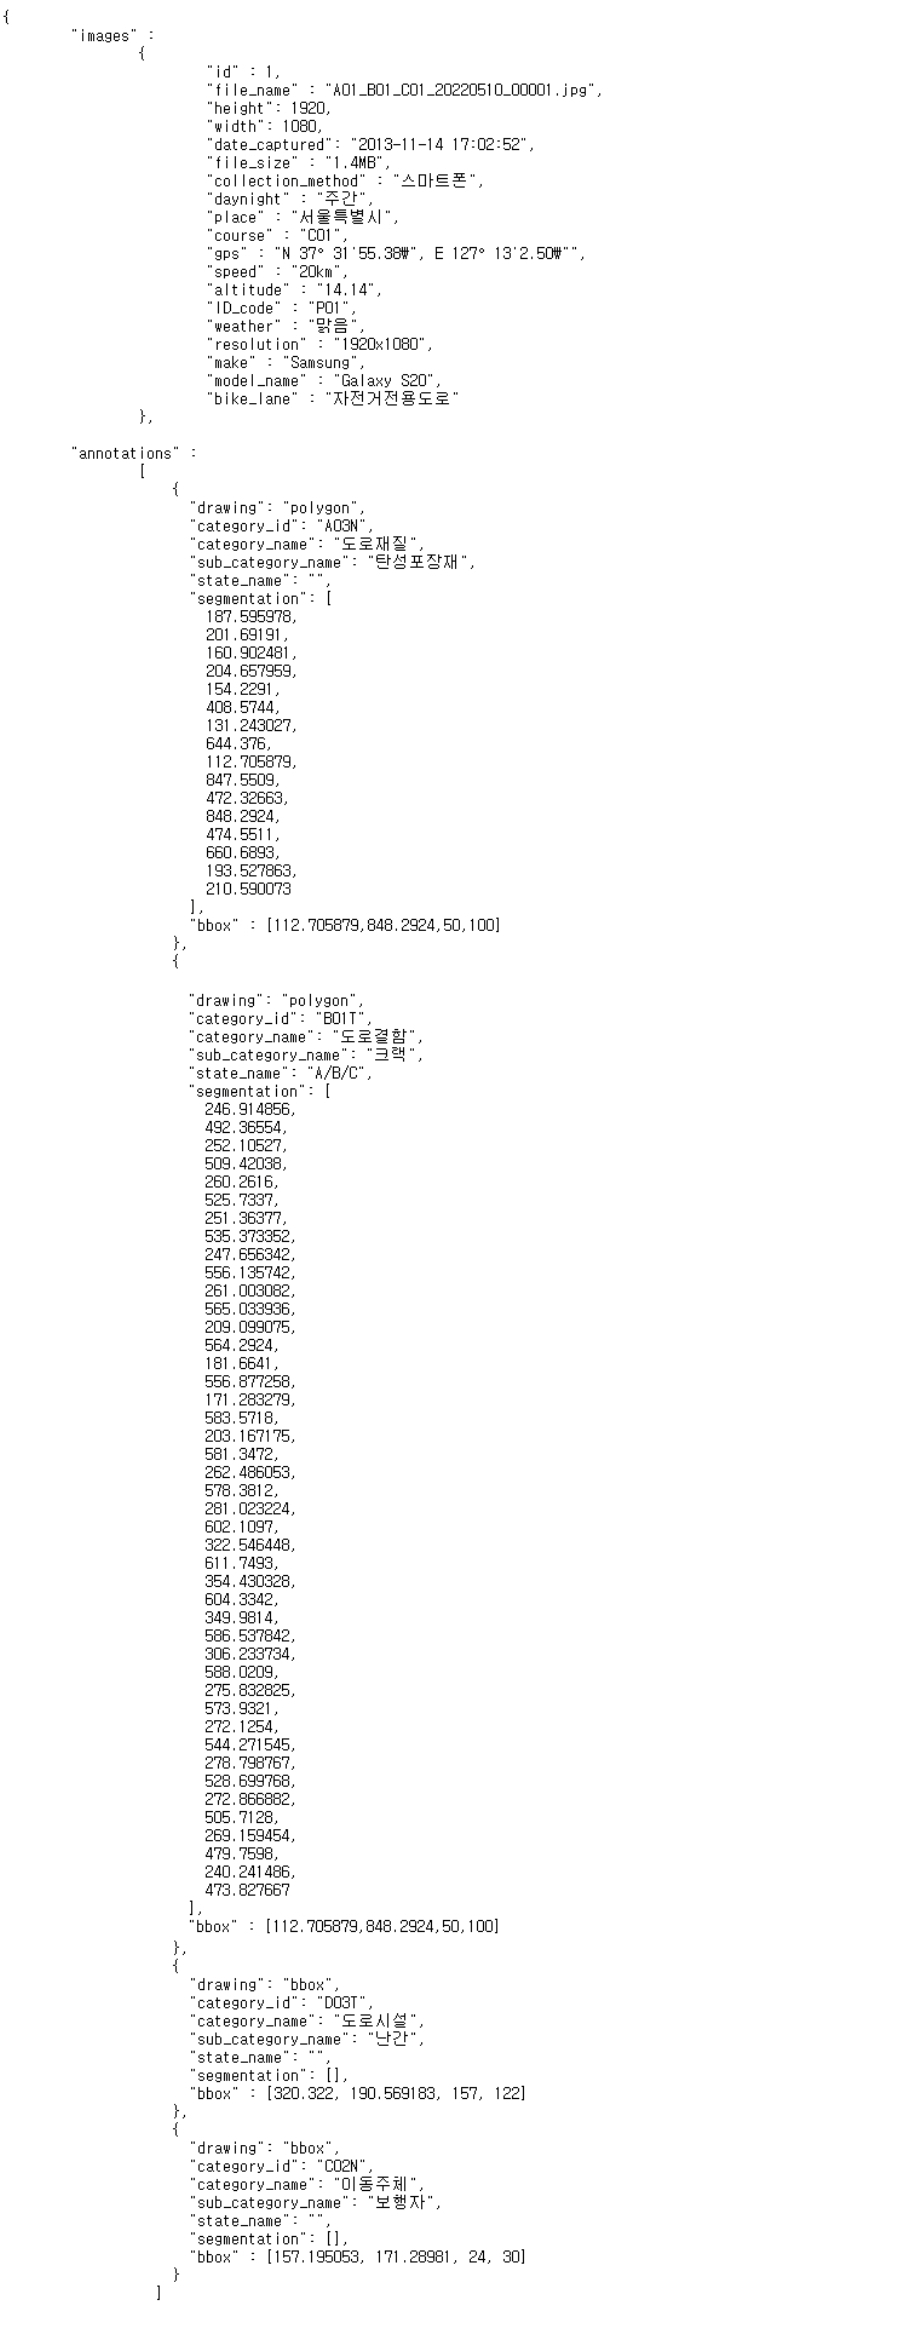 {
"images" :
{
"id" : 1,
"file_name" : "A01_B01_C01_20220510_00001.jpg",
"height": 1920,
"width": 1080,
"date_captured": "2013-11-14 17:02:52",
"file_size" : "1.4MB",
"collection_method" : "스마트폰",
"daynight" : "주간",
"place" : "서울특별시",
"course" : "C01",
"gps" : "N 37° 31'55.38₩", E 127° 13'2.50₩"",
"speed" : "20km",
"altitude" : "14.14",
"ID_code" : "P01",
"weather" : "맑음",
"resolution" : "1920x1080",
"make" : "Samsung",
"model_name" : "Galaxy S20",
"bike_lane" : "자전거전용도로"
},
"annotations" :
[
{
"drawing": "polygon",
"category_id": "A03N",
"category_name": "도로재질",
"sub_category_name": "탄성포장재",
"state_name": "",
"segmentation": [
187.595978,
201.69191,
160.902481,
204.657959,
154.2291,
408.5744,
131.243027,
644.376,
112.705879,
847.5509,
472.32663,
848.2924,
474.5511,
660.6893,
193.527863,
210.590073
],
"bbox" : [112.705879,848.2924,50,100]
},
{
"drawing": "polygon",
"category_id": "B01T",
"category_name": "도로결함",
"sub_category_name": "크랙",
"state_name": "A/B/C",
"segmentation": [
246.914856,
492.36554,
252.10527,
509.42038,
260.2616,
525.7337,
251.36377,
535.373352,
247.656342,
556.135742,
261.003082,
565.033936,
209.099075,
564.2924,
181.6641,
556.877258,
171.283279,
583.5718,
203.167175,
581.3472,
262.486053,
578.3812,
281.023224,
602.1097,
322.546448,
611.7493,
354.430328,
604.3342,
349.9814,
586.537842,
306.233734,
588.0209,
275.832825,
573.9321,
272.1254,
544.271545,
278.798767,
528.699768,
272.866882,
505.7128,
269.159454,
479.7598,
240.241486,
473.827667
],
"bbox" : [112.705879,848.2924,50,100]
},
{
"drawing": "bbox",
"category_id": "D03T",
"category_name": "도로시설",
"sub_category_name": "난간",
"state_name": "",
"segmentation": [],
"bbox" : [320.322, 190.569183, 157, 122]
},
{
"drawing": "bbox",
"category_id": "C02N",
"category_name": "이동주체",
"sub_category_name": "보행자",
"state_name": "",
"segmentation": [],
"bbox" : [157.195053, 171.28981, 24, 30]
}
]